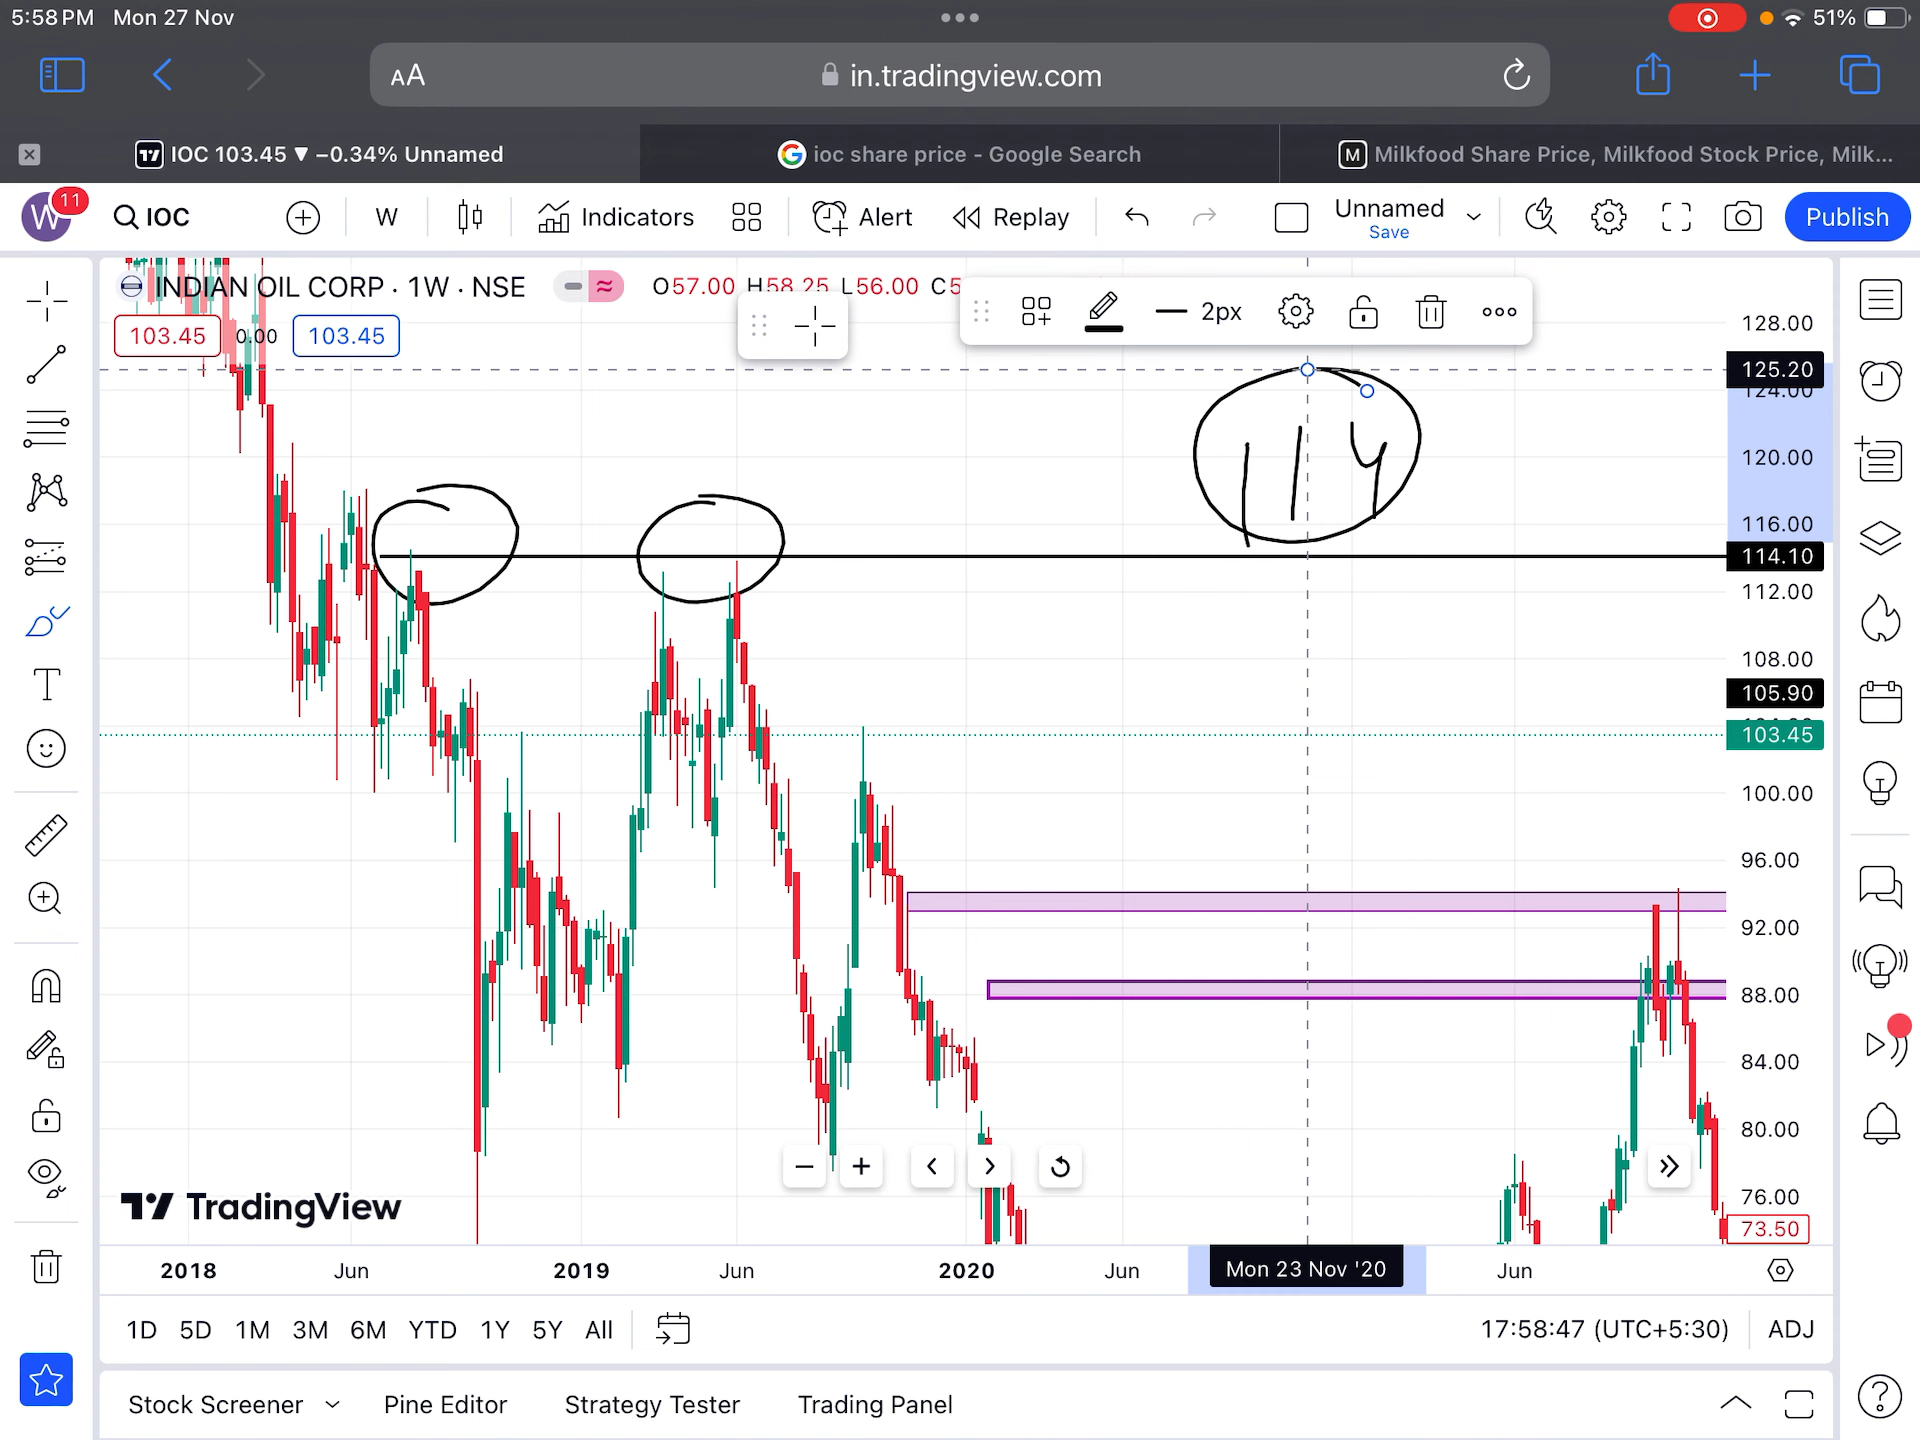 5:58 PM Mon 27 Nov
51%
AA in.tradingview.com
IOC 103.45 ▼ −0.34% Unnamed
ioc share price - Google Search
M Milkfood Share Price, Milkfood Stock Price, Milk...
W 11 IOC W Indicators Alert Replay Unnamed Save Publish
INDIAN OIL CORP · 1W · NSE O57.00 H58.25 L56.00 C5
2px
103.45 0.00 103.45
114
128.00
125.20
124.00
120.00
116.00
114.10
112.00
108.00
105.90
103.45
100.00
96.00
92.00
88.00
84.00
80.00
76.00
73.50
TradingView
2018 Jun 2019 Jun 2020 Jun Mon 23 Nov '20 Jun
1D 5D 1M 3M 6M YTD 1Y 5Y All 17:58:47 (UTC+5:30) ADJ
Stock Screener Pine Editor Strategy Tester Trading Panel